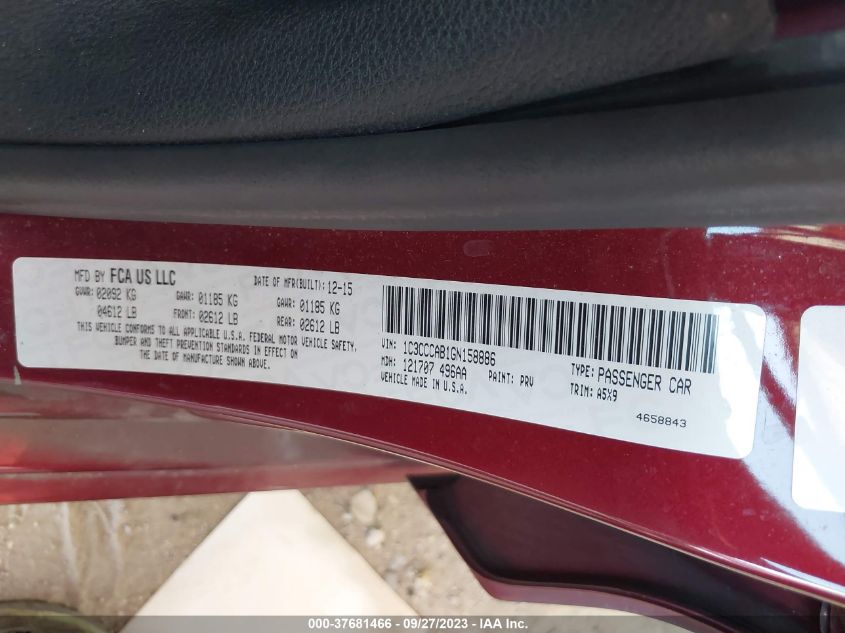 MFD BY FCA US LLC
DATE OF MFR(BUILT): 12-15
GVWR: 02092 KG GAWR: 01185 KG GAWR: 01185 KG
04612 LB FRONT: 02612 LB REAR: 02612 LB
THIS VEHICLE CONFORMS TO ALL APPLICABLE U.S.A. FEDERAL MOTOR VEHICLE SAFETY,
BUMPER AND THEFT PREVENTION STANDARDS IN EFFECT ON THE
DATE OF MANUFACTURE SHOWN ABOVE.
VIN: 1C3CCCAB1GN158886
TYPE: PASSENGER CAR
MDH: 121707 496AA PAINT: PRV TRIM: A5X9
VEHICLE MADE IN U.S.A.
4658843
000-37681466 - 09/27/2023 - IAA Inc.